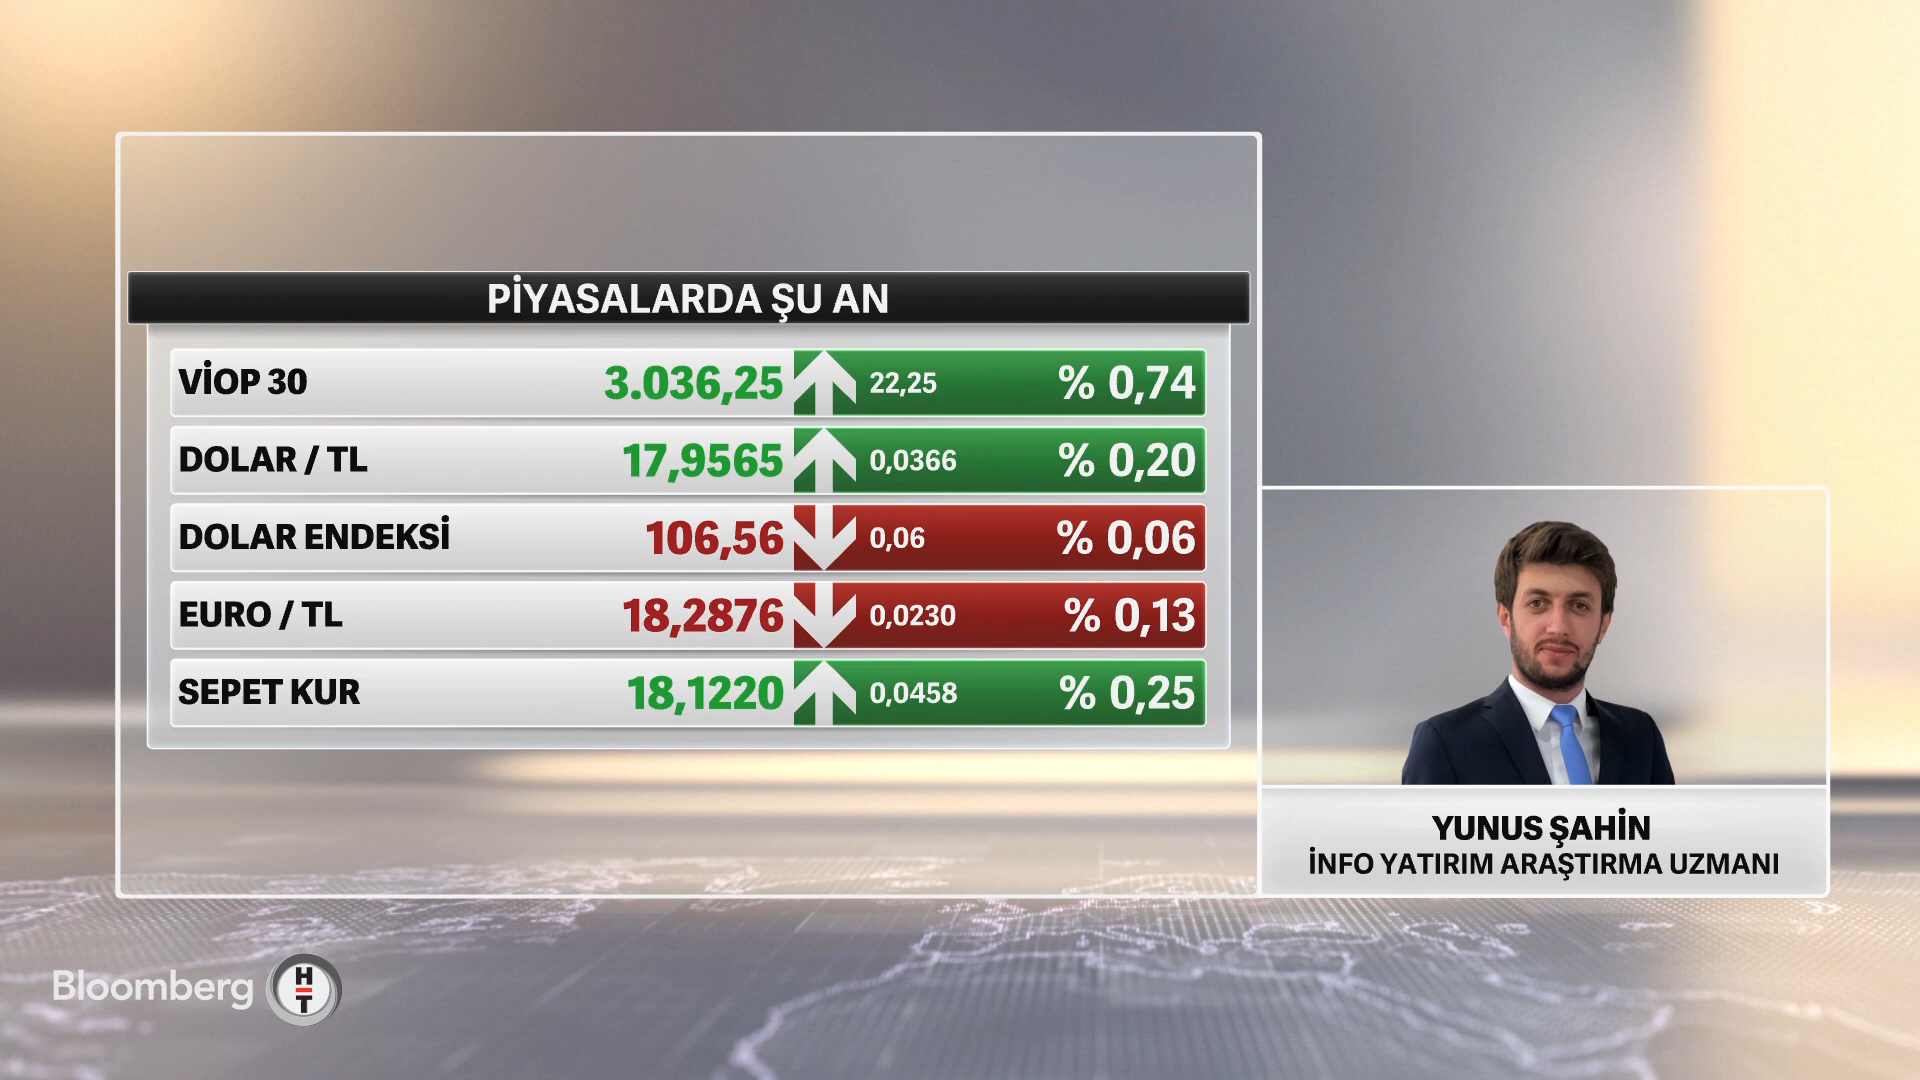 PİYASALARDA ŞU AN
VİOP 30 3.036,25 22,25 % 0,74
DOLAR / TL 17,9565 0,0366 % 0,20
DOLAR ENDEKSİ 106,56 0,06 % 0,06
EURO / TL 18,2876 0,0230 % 0,13
SEPET KUR 18,1220 0,0458 % 0,25
YUNUS ŞAHİN
İNFO YATIRIM ARAŞTIRMA UZMANI
Bloomberg HT